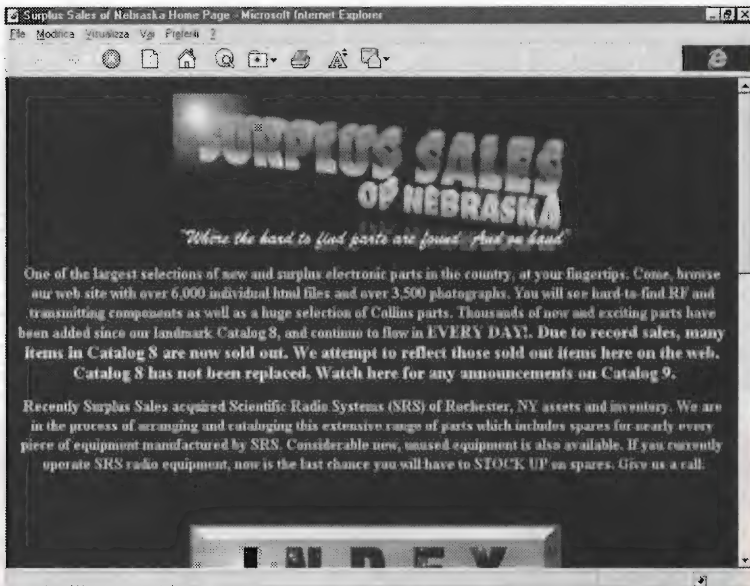 Surplus Sales of Nebraska Home Page - Microsoft Internet Explorer
File Modifica Visualizza Vai Preferiti ?
SURPLUS SALES
OF NEBRASKA
"Where the hard to find parts are found And on hand"
One of the largest selections of new and surplus electronic parts in the country, at your fingertips. Come, browse
our web site with over 6,000 individual html files and over 3,500 photographs. You will see hard-to-find RF and
transmitting components as well as a huge selection of Collins parts. Thousands of new and exciting parts have
been added since our landmark Catalog 8, and continue to flow in EVERY DAY!. Due to record sales, many
items in Catalog 8 are now sold out. We attempt to reflect those sold out items here on the web.
Catalog 8 has not been replaced. Watch here for any announcements on Catalog 9.
Recently Surplus Sales acquired Scientific Radio Systems (SRS) of Rochester, NY assets and inventory. We are
in the process of arranging and cataloging this extensive range of parts which includes spares for nearly every
piece of equipment manufactured by SRS. Considerable new, unused equipment is also available. If you currently
operate SRS radio equipment, now is the last chance you will have to STOCK UP on spares. Give us a call.
INDEX